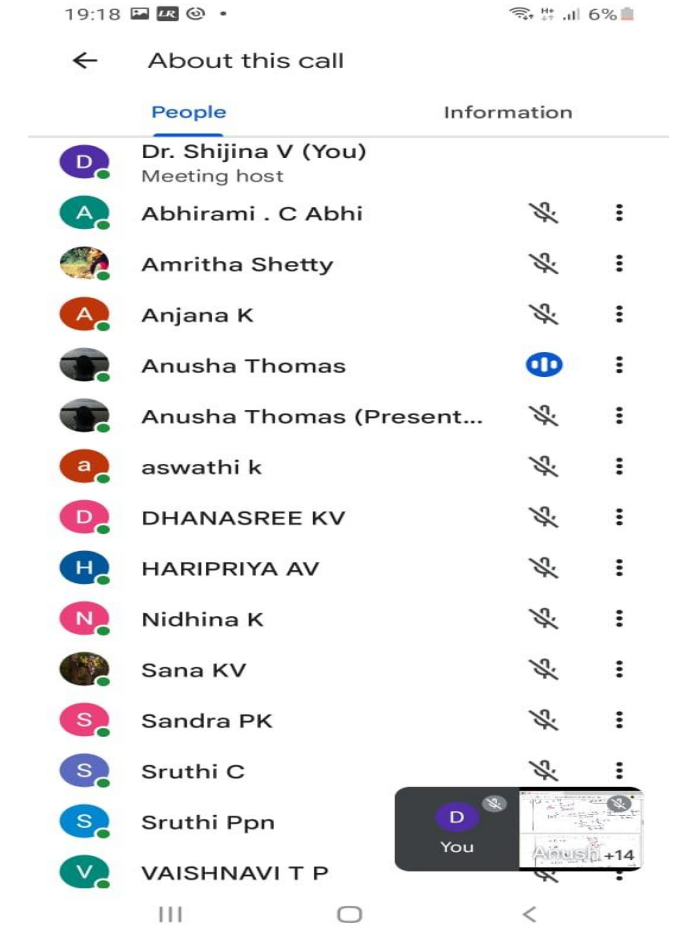 19:18 LR H+ 6%
About this call
People Information
D Dr. Shijina V (You)
Meeting host
A Abhirami . C Abhi
Amritha Shetty
A Anjana K
Anusha Thomas
Anusha Thomas (Present...
a aswathi k
D DHANASREE KV
H HARIPRIYA AV
N Nidhina K
Sana KV
S Sandra PK
S Sruthi C
S Sruthi Ppn
D
You
Anush +14
V VAISHNAVI T P